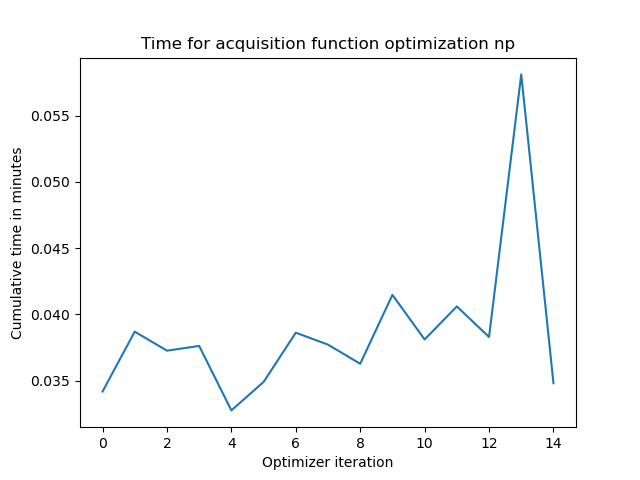 Time for acquisition function optimization np
Cumulative time in minutes
0.055
0.050
0.045
0.040
0.035
0 2 4 6 8 10 12 14
Optimizer iteration